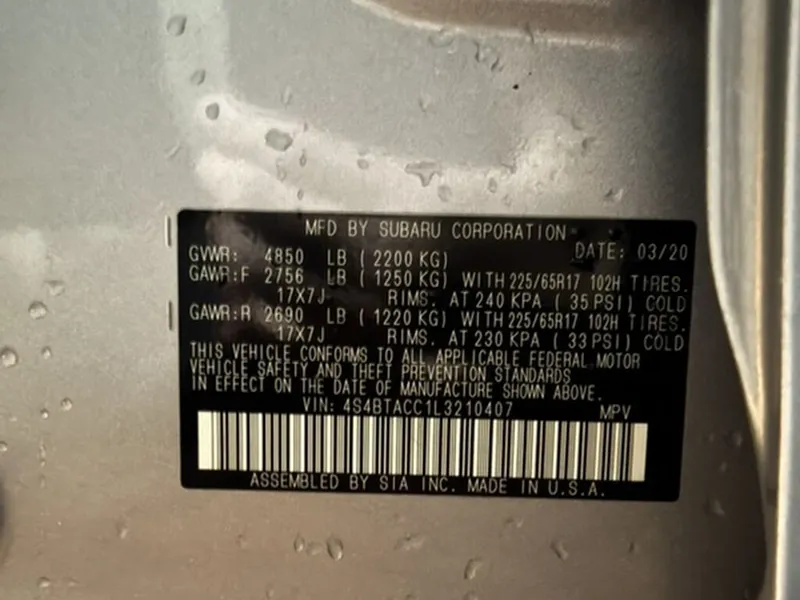 MFD BY SUBARU CORPORATION
DATE: 03/20
GVWR: 4850 LB ( 2200 KG)
GAWR:F 2756 LB ( 1250 KG) WITH 225/65R17 102H TIRES.
17X7J RIMS. AT 240 KPA ( 35 PSI) COLD
GAWR:R 2690 LB ( 1220 KG) WITH 225/65R17 102H TIRES.
17X7J RIMS. AT 230 KPA ( 33 PSI) COLD
THIS VEHICLE CONFORMS TO ALL APPLICABLE FEDERAL MOTOR
VEHICLE SAFETY AND THEFT PREVENTION STANDARDS
IN EFFECT ON THE DATE OF MANUFACTURE SHOWN ABOVE.
VIN: 4S4BTACC1L3210407 MPV
ASSEMBLED BY SIA INC. MADE IN U.S.A.